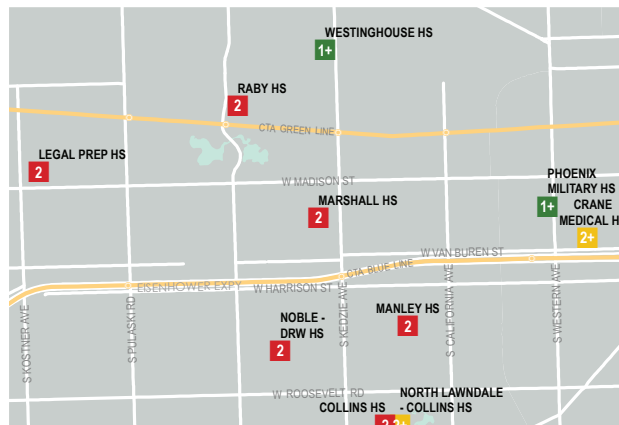 WESTINGHOUSE HS
1+
RABY HS
2
CTA GREEN LINE
LEGAL PREP HS
2
W MADISON ST
PHOENIX
MILITARY HS
1+
CRANE
MEDICAL H
2+
MARSHALL HS
2
W VAN BUREN ST
CTA BLUE LINE
EISENHOWER EXPY
W HARRISON ST
S KOSTNER AVE
S PULASKI RD
S KEDZIE AVE
S CALIFORNIA AVE
S WESTERN AVE
NOBLE -
DRW HS
2
MANLEY HS
2
W ROOSEVELT RD
COLLINS HS
2
NORTH LAWNDALE
- COLLINS HS
2+